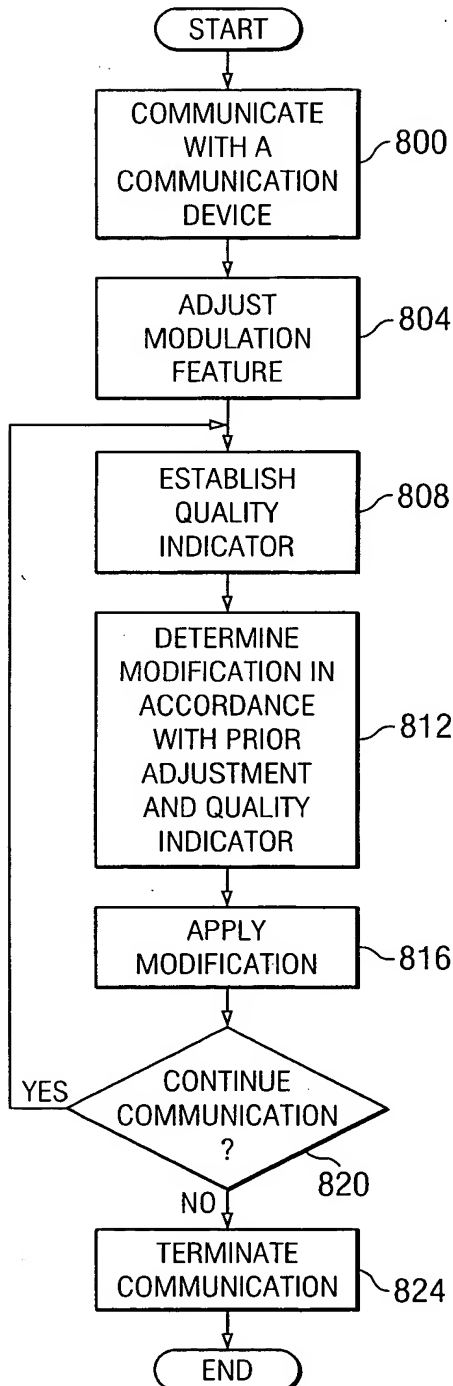 START
COMMUNICATE
WITH A
COMMUNICATION
DEVICE
800
ADJUST
MODULATION
FEATURE
804
ESTABLISH
QUALITY
INDICATOR
808
DETERMINE
MODIFICATION IN
ACCORDANCE
WITH PRIOR
ADJUSTMENT
AND QUALITY
INDICATOR
812
APPLY
MODIFICATION
816
YES
CONTINUE
COMMUNICATION
?
820
NO
TERMINATE
COMMUNICATION
824
END